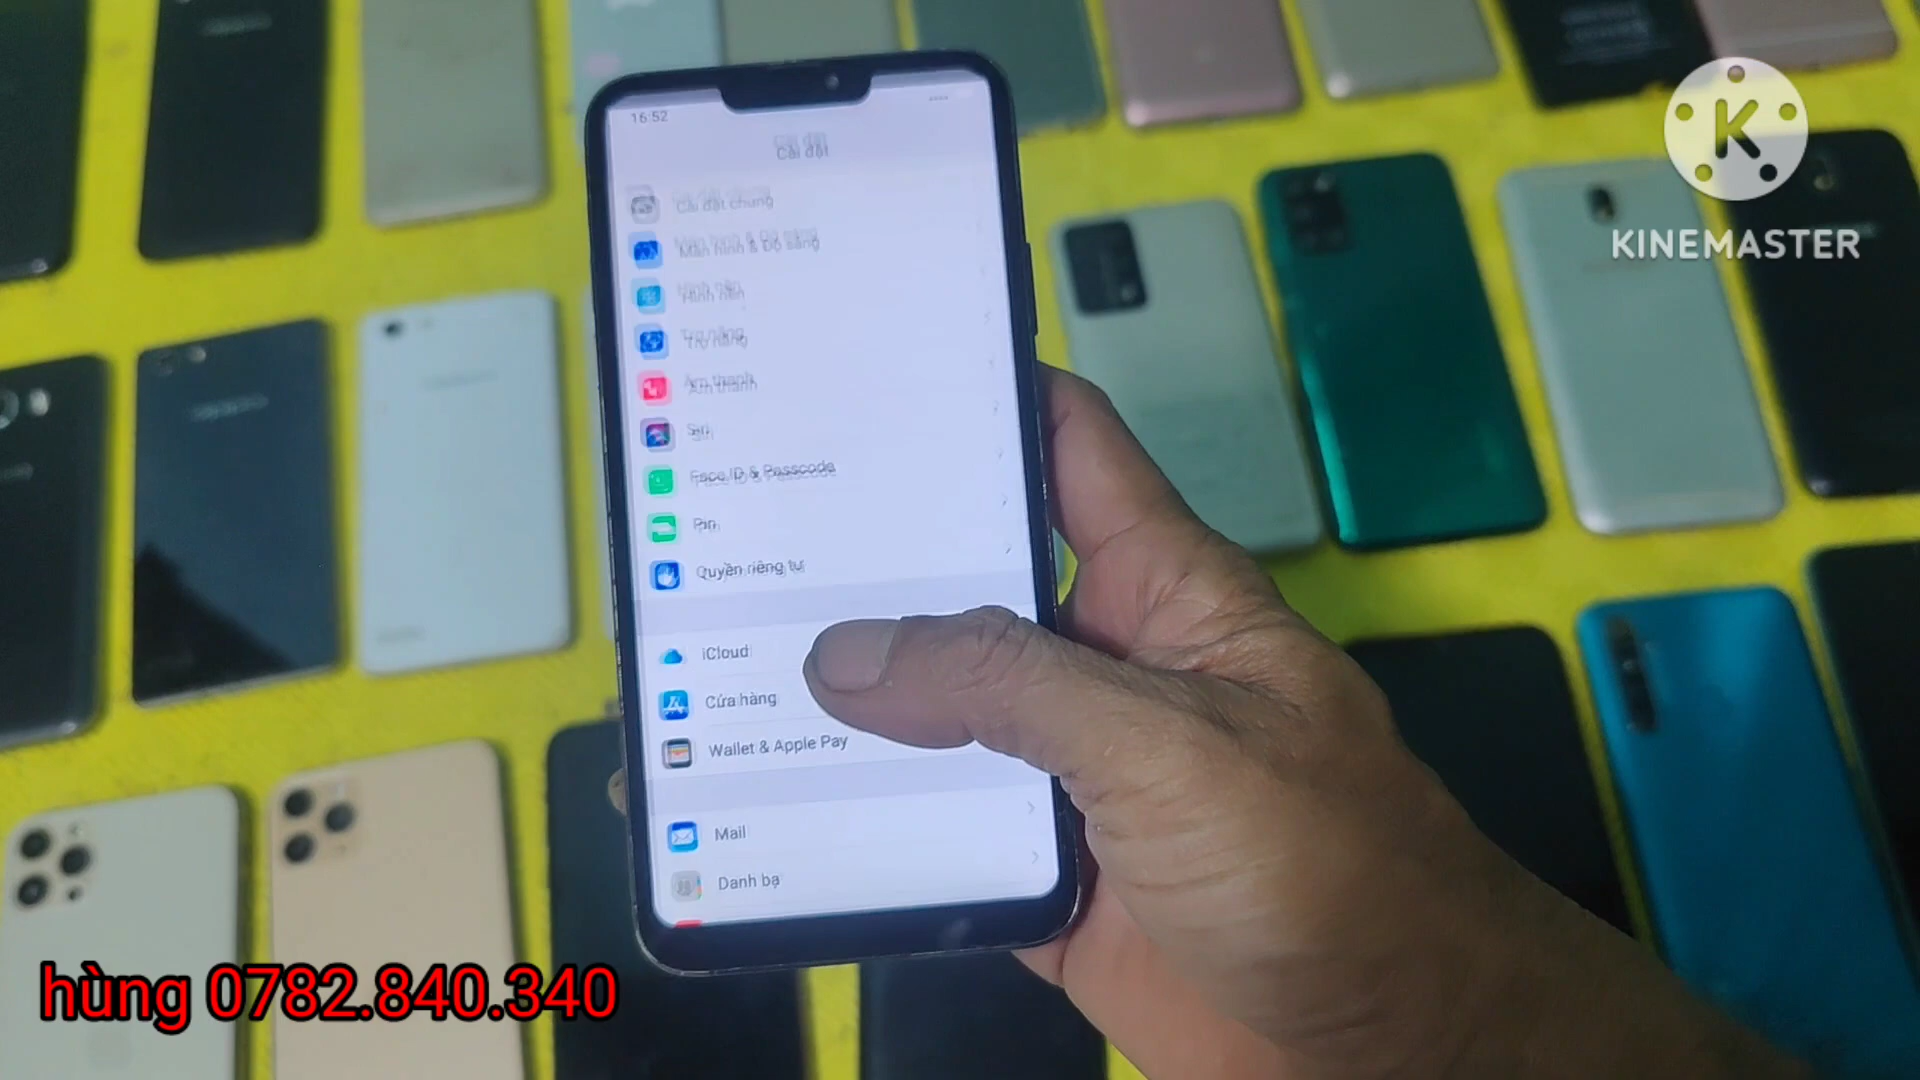 16:52
Cài đặt
Cài đặt chung
Màn hình & Độ sáng
Hình nền
Trợ năng
Âm thanh
Siri
Face ID & Passcode
Pin
Quyền riêng tư
iCloud
Cửa hàng
Wallet & Apple Pay
Mail
Danh bạ
K
KINEMASTER
hùng 0782.840.340